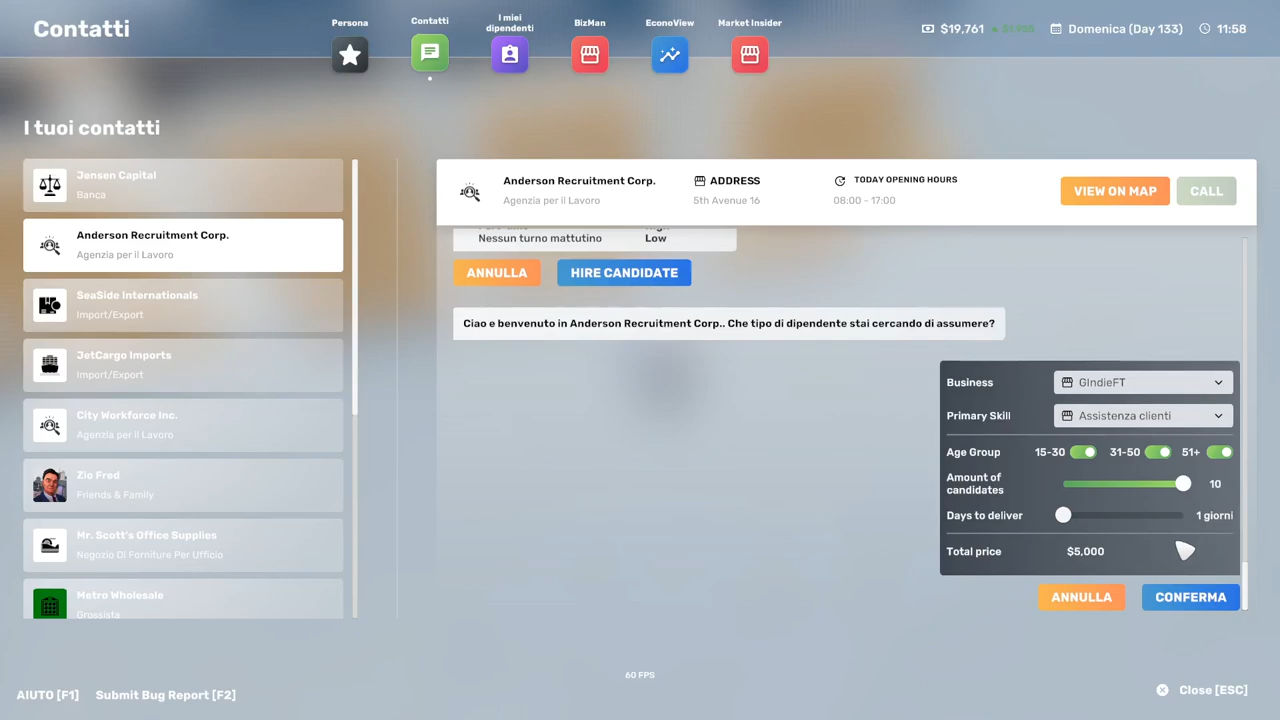 Contatti
Persona
Contatti
I miei
dipendenti
BizMan
EconoView
Market Insider
$19,761
Domenica (Day 133)
11:58
I tuoi contatti
Jensen Capital
Banca
Anderson Recruitment Corp.
Agenzia per il Lavoro
SeaSide Internationals
Import/Export
JetCargo Imports
Import/Export
City Workforce Inc.
Agenzia per il Lavoro
Zio Fred
Friends & Family
Mr. Scott's Office Supplies
Negozio Di Forniture Per Ufficio
Metro Wholesale
Grossista
Anderson Recruitment Corp.
Agenzia per il Lavoro
ADDRESS
5th Avenue 16
TODAY OPENING HOURS
08:00 - 17:00
VIEW ON MAP
CALL
Nessun turno mattutino Low
ANNULLA
HIRE CANDIDATE
Ciao e benvenuto in Anderson Recruitment Corp.. Che tipo di dipendente stai cercando di assumere?
Business GIndieFT
Primary Skill Assistenza clienti
Age Group 15-30 31-50 51+
Amount of
candidates 10
Days to deliver 1 giorni
Total price $5,000
ANNULLA
CONFERMA
60 FPS
AIUTO [F1]
Submit Bug Report [F2]
Close [ESC]